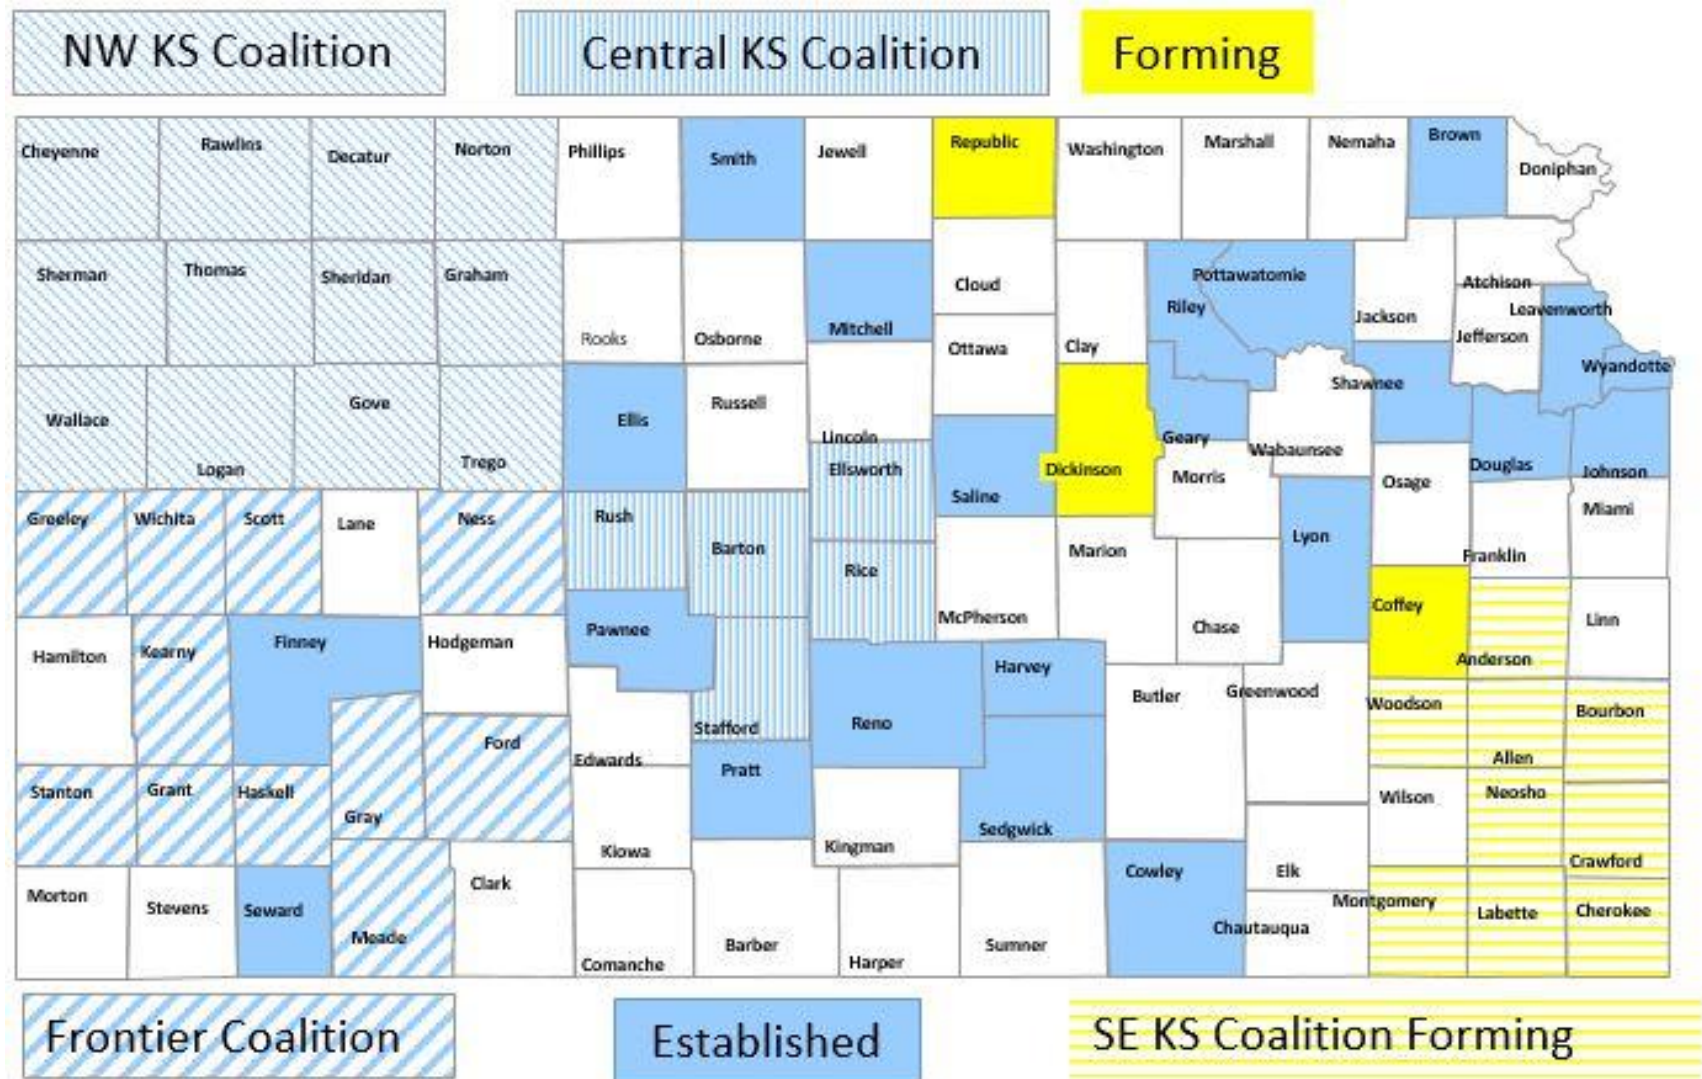 NW KS Coalition
Central KS Coalition
Forming
Cheyenne
Rawlins
Decatur
Norton
Phillips
Smith
Jewell
Republic
Washington
Marshall
Nemaha
Brown
Doniphan
Sherman
Thomas
Sheridan
Graham
Rooks
Osborne
Mitchell
Cloud
Ottawa
Clay
Riley
Pottawatomie
Jackson
Atchison
Jefferson
Leavenworth
Wyandotte
Wallace
Logan
Gove
Trego
Ellis
Russell
Lincoln
Ellsworth
Saline
Dickinson
Geary
Morris
Wabaunsee
Shawnee
Osage
Douglas
Johnson
Miami
Greeley
Wichita
Scott
Lane
Ness
Rush
Barton
Rice
McPherson
Marion
Chase
Lyon
Coffey
Franklin
Anderson
Linn
Hamilton
Kearny
Finney
Hodgeman
Pawnee
Stafford
Reno
Harvey
Butler
Greenwood
Woodson
Allen
Bourbon
Stanton
Grant
Haskell
Gray
Ford
Edwards
Pratt
Kiowa
Kingman
Sedgwick
Wilson
Neosho
Crawford
Morton
Stevens
Seward
Meade
Clark
Comanche
Barber
Harper
Sumner
Cowley
Elk
Chautauqua
Montgomery
Labette
Cherokee
Frontier Coalition
Established
SE KS Coalition Forming